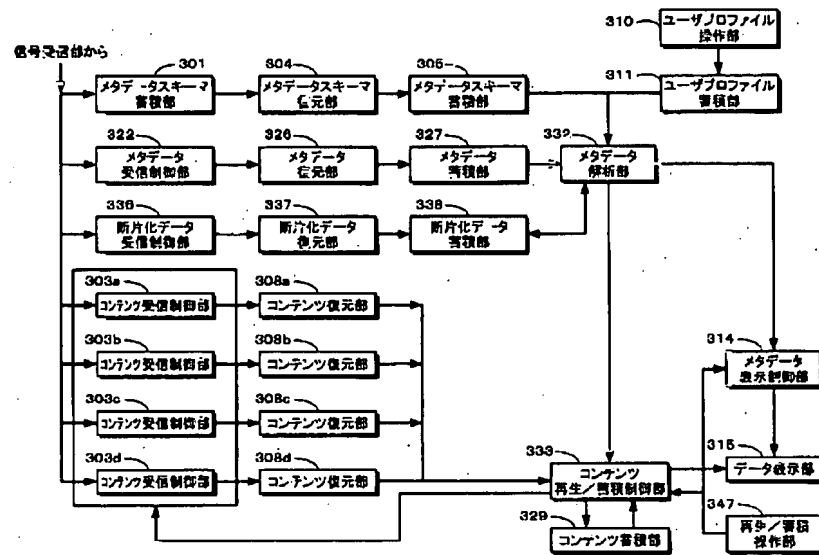 310
ユーザプロファイル
操作部
信号受信部から
301
304
305
311
メタデータスキーマ
蓄積部
メタデータスキーマ
復元部
メタデータスキーマ
蓄積部
ユーザプロファイル
蓄積部
322
326
327
332
メタデータ
受信制御部
メタデータ
復元部
メタデータ
蓄積部
メタデータ
解析部
336
337
338
断片化データ
受信制御部
断片化データ
復元部
断片化データ
蓄積部
303a
308a
コンテンツ受信制御部
コンテンツ復元部
303b
308b
314
コンテンツ受信制御部
コンテンツ復元部
メタデータ
表示制御部
303c
308c
コンテンツ受信制御部
コンテンツ復元部
303d
308d
333
315
コンテンツ受信制御部
コンテンツ復元部
コンテンツ
再生/蓄積制御部
データ表示部
329
347
コンテンツ蓄積部
再生/蓄積
操作部